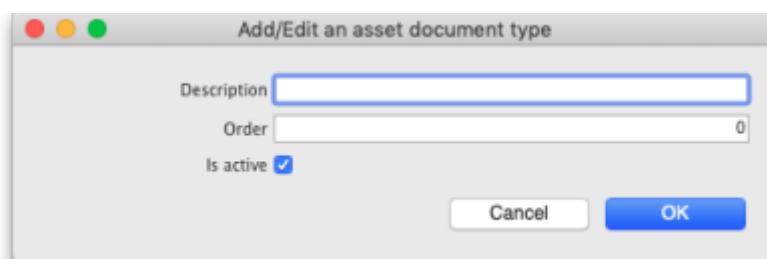 Add/Edit an asset document type
Description
Order 0
Is active
Cancel OK